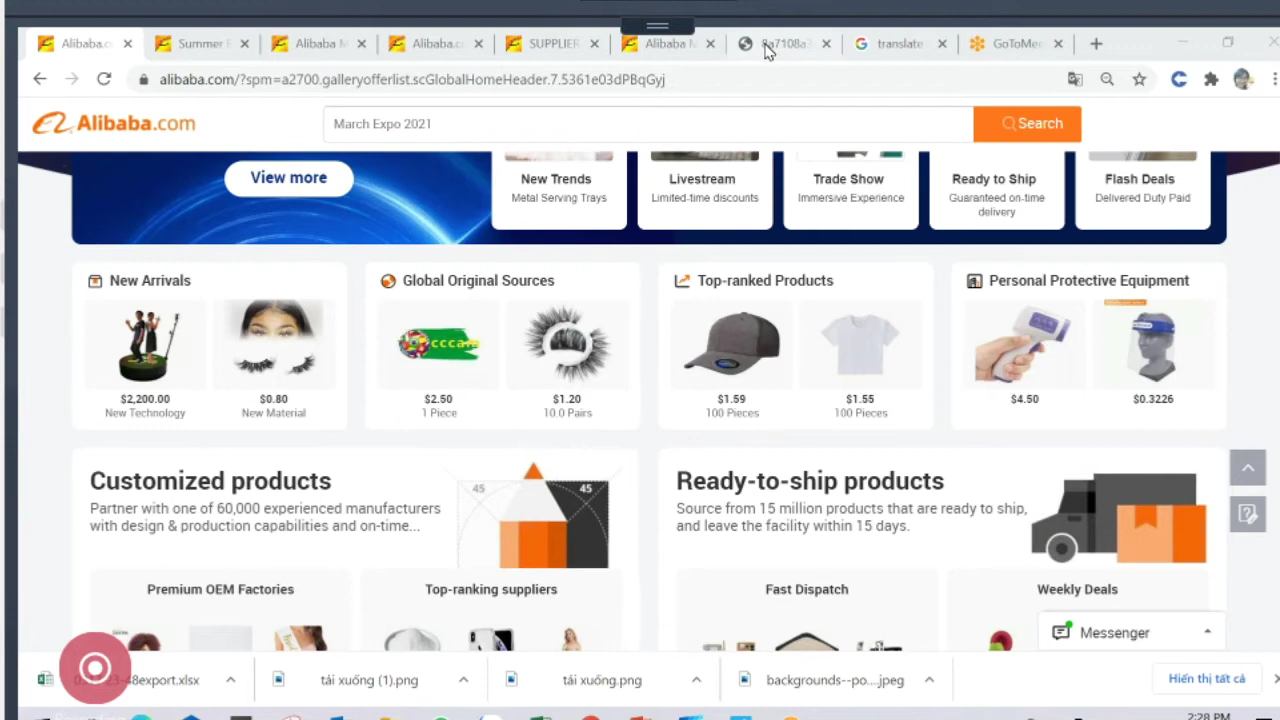 Alibaba.c
Summer
Alibaba M
Alibaba.c
SUPPLIER
Alibaba M
translate
GoToMee
alibaba.com/?spm=a2700.galleryofferlist.scGlobalHomeHeader.7.5361e03dPBqGyj
Alibaba.com
March Expo 2021
Search
View more
New Trends
Metal Serving Trays
Livestream
Limited-time discounts
Trade Show
Immersive Experience
Ready to Ship
Guaranteed on-time
delivery
Flash Deals
Delivered Duty Paid
New Arrivals
$2,200.00
New Technology
$0.80
New Material
Global Original Sources
$2.50
1 Piece
$1.20
10.0 Pairs
Top-ranked Products
$1.59
100 Pieces
$1.55
100 Pieces
Personal Protective Equipment
$4.50
$0.3226
Customized products
Partner with one of 60,000 experienced manufacturers
with design & production capabilities and on-time...
45
45
Ready-to-ship products
Source from 15 million products that are ready to ship,
and leave the facility within 15 days.
Premium OEM Factories
Top-ranking suppliers
Fast Dispatch
Weekly Deals
Messenger
48export.xlsx
tải xuống (1).png
tải xuống.png
backgrounds--po....jpeg
Hiển thị tất cả
2:28 PM